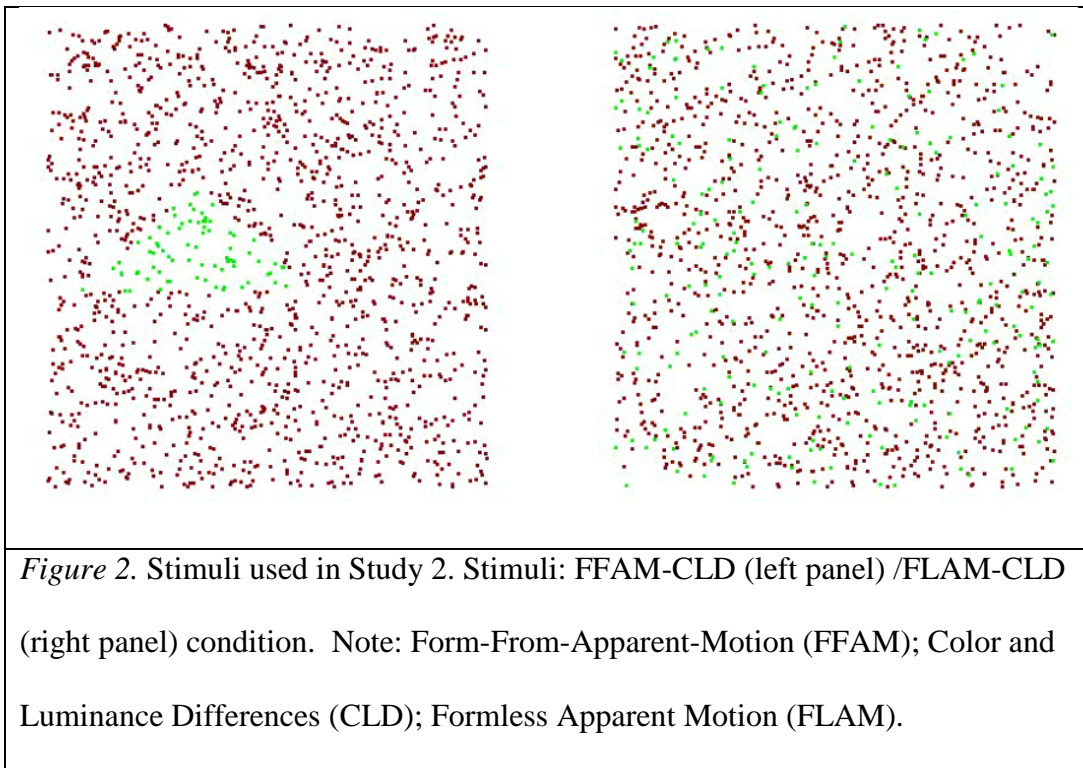 Figure 2. Stimuli used in Study 2. Stimuli: FFAM-CLD (left panel) /FLAM-CLD
(right panel) condition.  Note: Form-From-Apparent-Motion (FFAM); Color and
Luminance Differences (CLD); Formless Apparent Motion (FLAM).